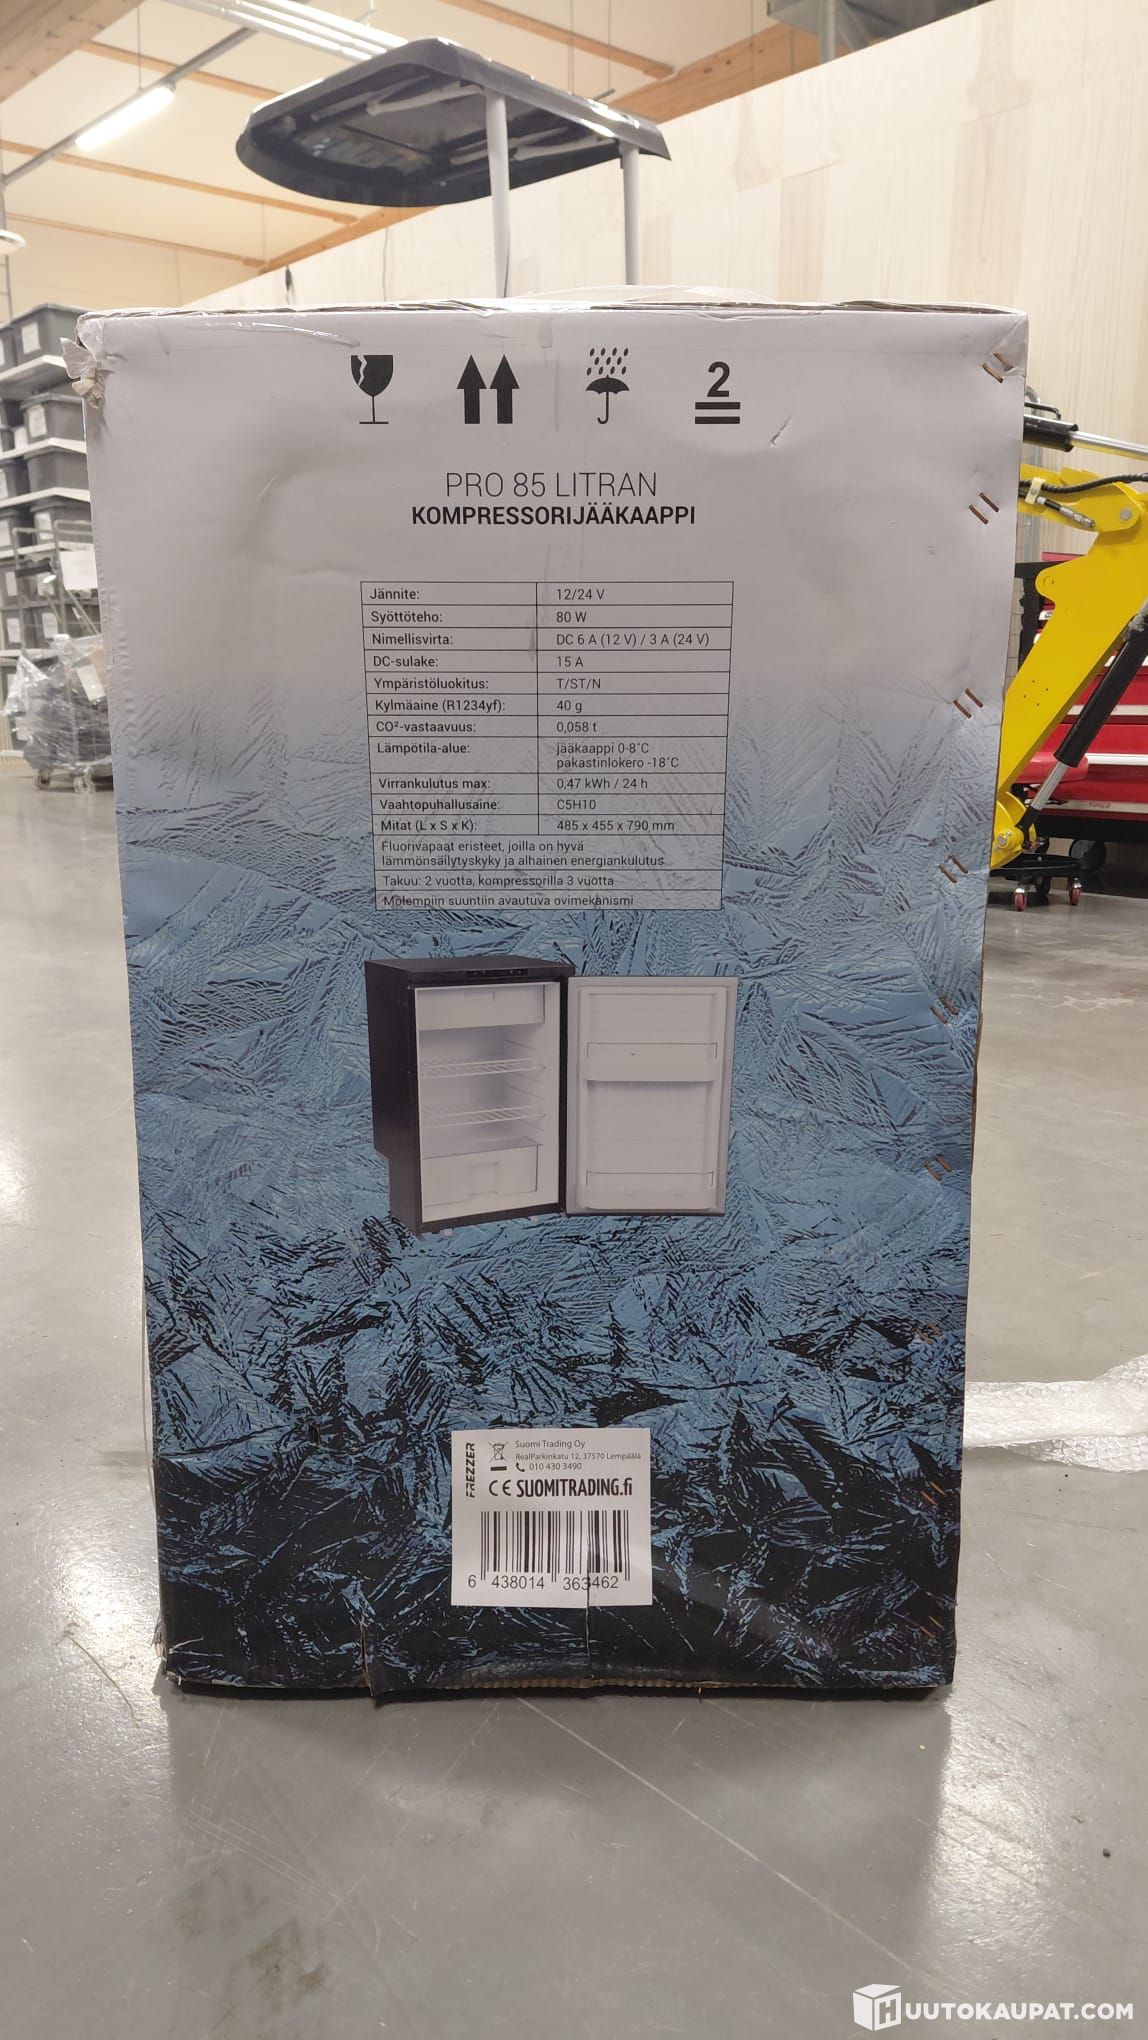 2
PRO 85 LITRAN
KOMPRESSORIJÄÄKAAPPI
Jännite: 12/24 V
Syöttöteho: 80 W
Nimellisvirta: DC 6 A (12 V) / 3 A (24 V)
DC-sulake: 15 A
Ympäristöluokitus: T/ST/N
Kylmäaine (R1234yf): 40 g
CO²-vastaavuus: 0,058 t
Lämpötila-alue: jääkaappi 0-8°C
pakastinlokero -18°C
Virrankulutus max: 0,47 kWh / 24 h
Vaahtopuhallusaine: C5H10
Mitat (L x S x K): 485 x 455 x 790 mm
Fluorivapaat eristeet, joilla on hyvä
lämmönsäilytyskyky ja alhainen energiankulutus
Takuu: 2 vuotta, kompressorilla 3 vuotta
Molempiin suuntiin avautuva ovimekanismi
FREZZER
Suomi Trading Oy
RealParkinkatu 12, 37570 Lempäälä
010 430 3490
CE SUOMITRADING.fi
6 438014 363462
HUUTOKAUPAT.COM